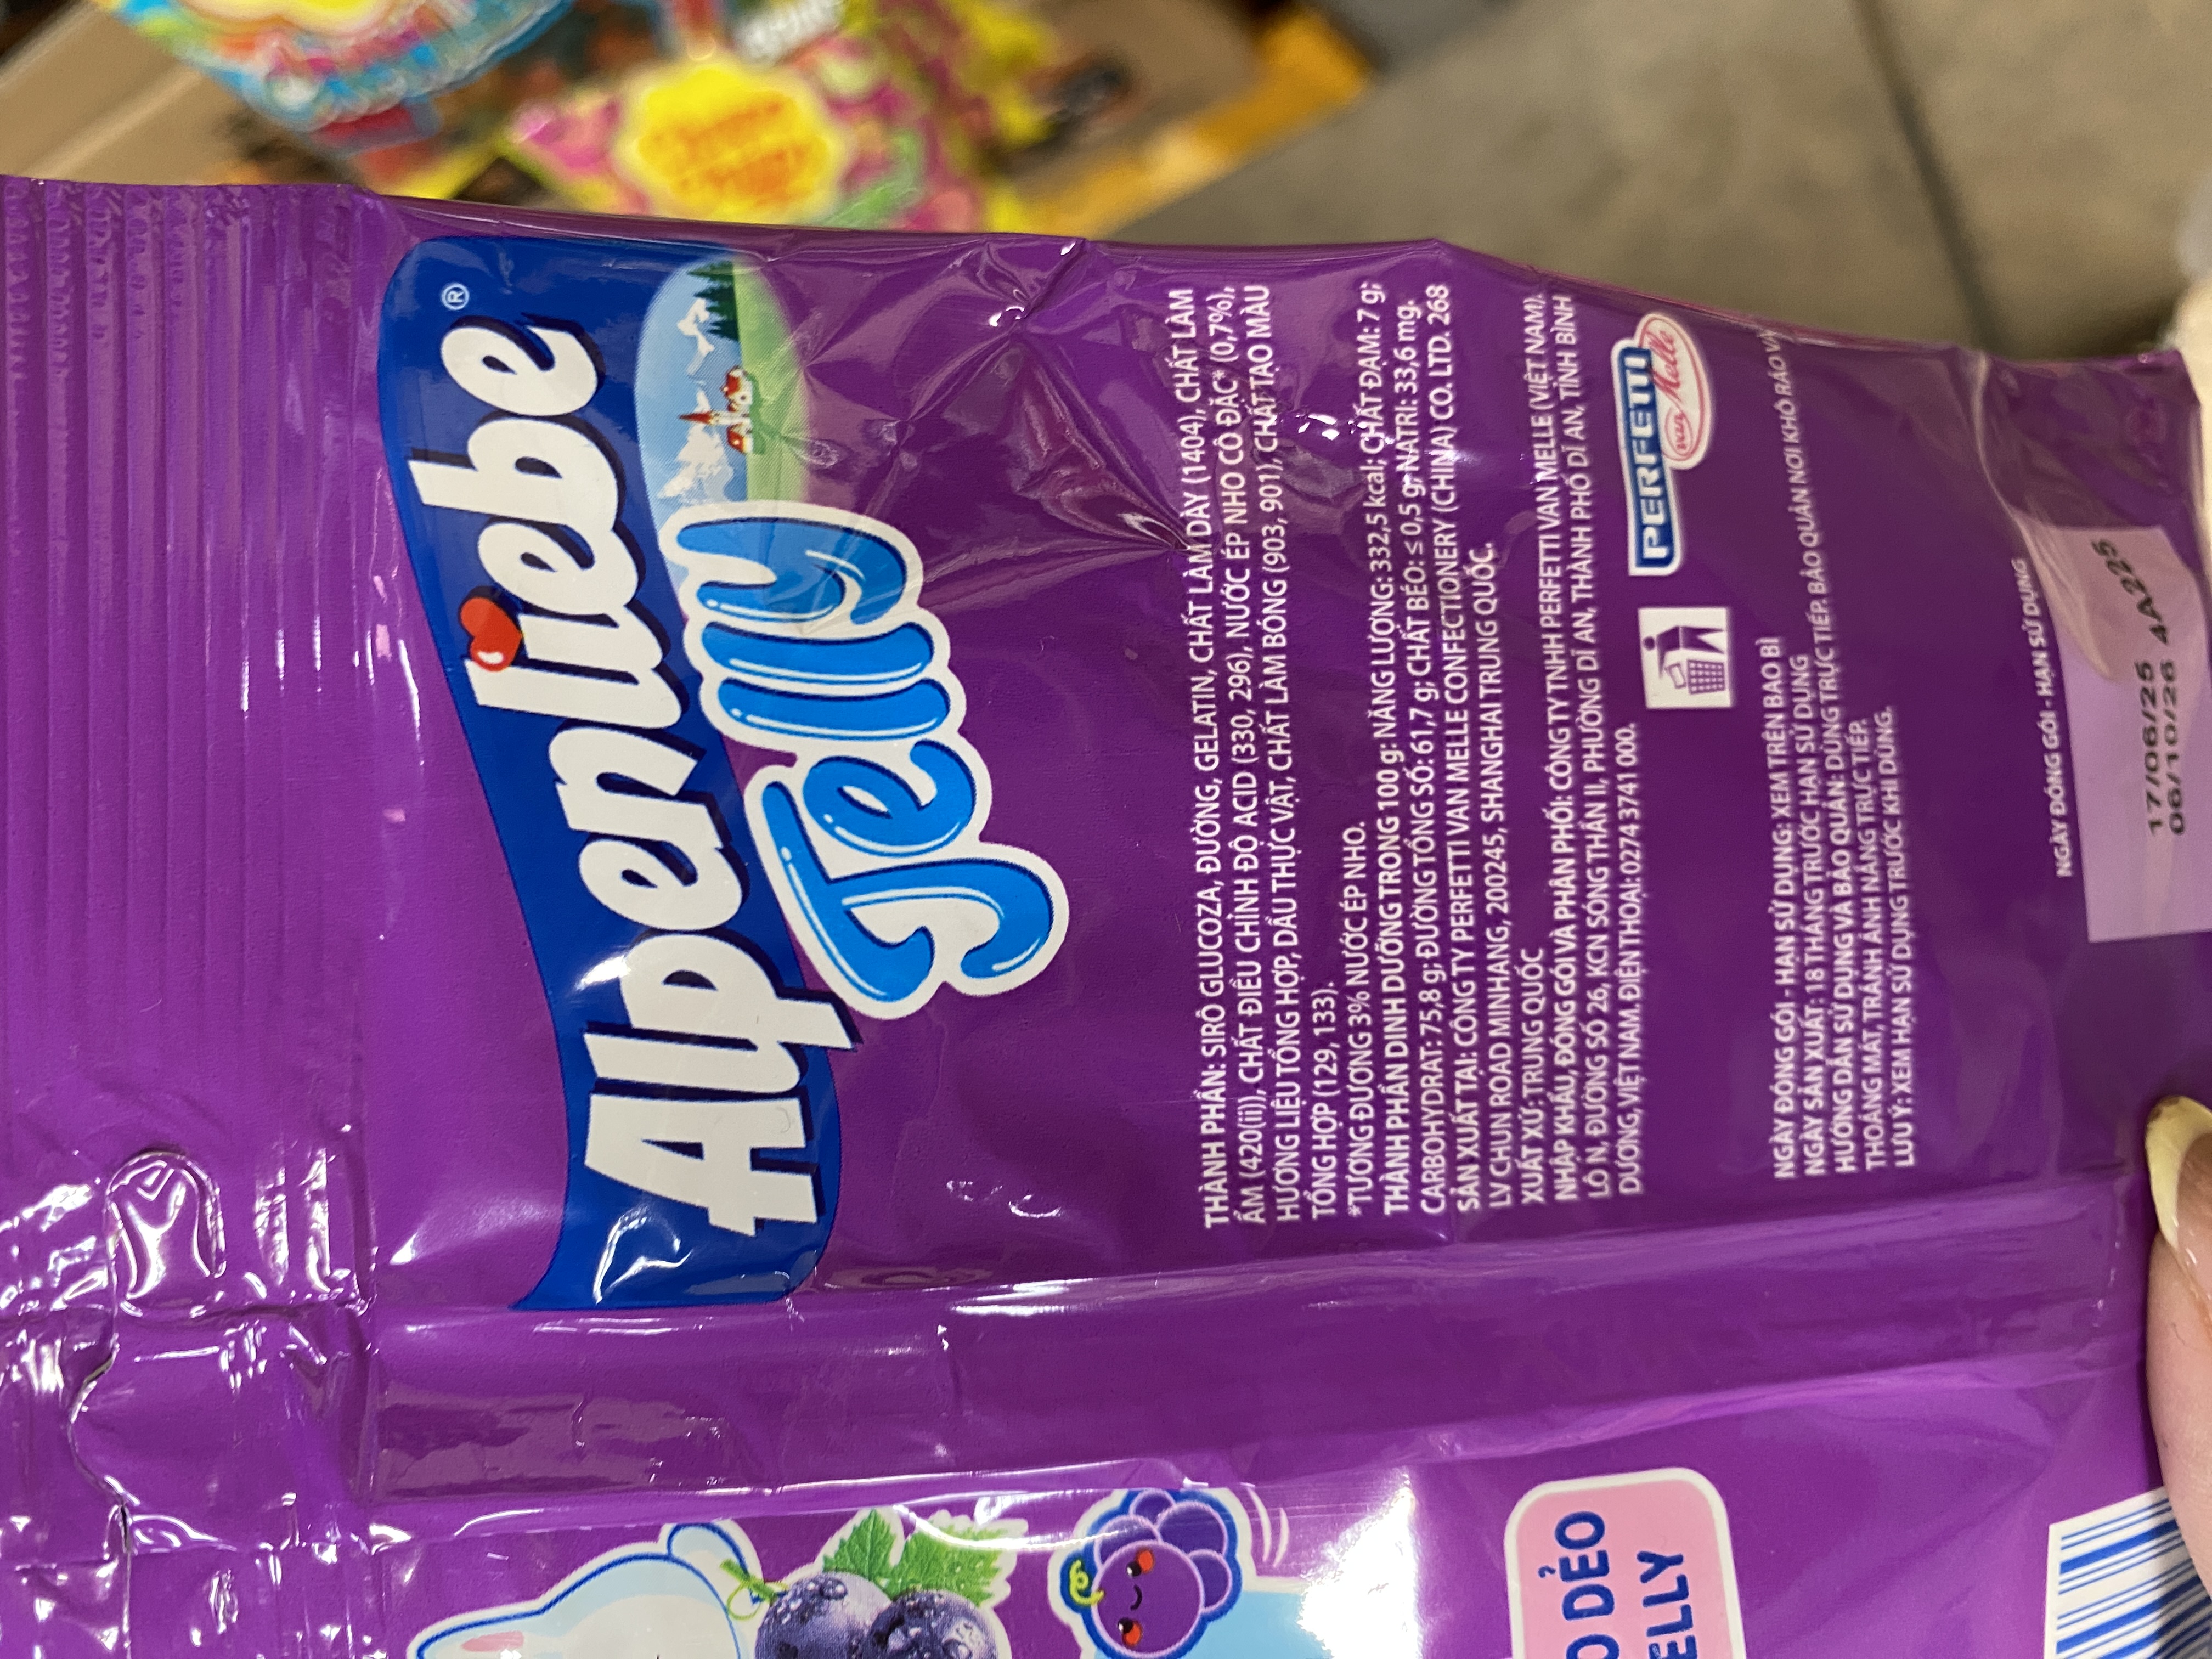 Alpenliebe®
Jelly
THÀNH PHẦN: SIRÔ GLUCOZA, ĐƯỜNG, GELATIN, CHẤT LÀM DÀY (1404), CHẤT LÀM
ẨM (420(ii)), CHẤT ĐIỀU CHỈNH ĐỘ ACID (330, 296), NƯỚC ÉP NHO CÔ ĐẶC* (0,7%),
HƯƠNG LIỆU TỔNG HỢP, DẦU THỰC VẬT, CHẤT LÀM BÓNG (903, 901), CHẤT TẠO MÀU
TỔNG HỢP (129, 133).
*TƯƠNG ĐƯƠNG 3% NƯỚC ÉP NHO.
THÀNH PHẦN DINH DƯỠNG TRONG 100 g: NĂNG LƯỢNG: 332,5 kcal; CHẤT ĐẠM: 7 g;
CARBOHYDRAT: 75,8 g; ĐƯỜNG TỔNG SỐ: 61,7 g; CHẤT BÉO: ≤ 0,5 g; NATRI: 33,6 mg.
SẢN XUẤT TẠI: CÔNG TY PERFETTI VAN MELLE CONFECTIONERY (CHINA) CO. LTD. 268
LV CHUN ROAD MINHANG, 200245, SHANGHAI TRUNG QUỐC.
XUẤT XỨ: TRUNG QUỐC
NHẬP KHẨU, ĐÓNG GÓI VÀ PHÂN PHỐI: CÔNG TY TNHH PERFETTI VAN MELLE (VIỆT NAM).
LÔ N, ĐƯỜNG SỐ 26, KCN SÓNG THẦN II, PHƯỜNG DĨ AN, THÀNH PHỐ DĨ AN, TỈNH BÌNH
DƯƠNG, VIỆT NAM. ĐIỆN THOẠI: 0274 3741 000.
O DẺO
ELLY
PERFETTI
van Melle
NGÀY ĐÓNG GÓI - HẠN SỬ DỤNG: XEM TRÊN BAO BÌ
NGÀY SẢN XUẤT: 18 THÁNG TRƯỚC HẠN SỬ DỤNG
HƯỚNG DẪN SỬ DỤNG VÀ BẢO QUẢN: DÙNG TRỰC TIẾP. BẢO QUẢN NƠI KHÔ RÁO VÀ
THOÁNG MÁT, TRÁNH ÁNH NẮNG TRỰC TIẾP.
LƯU Ý: XEM HẠN SỬ DỤNG TRƯỚC KHI DÙNG.
NGÀY ĐÓNG GÓI - HẠN SỬ DỤNG
17/06/25
06/10/26 4A225